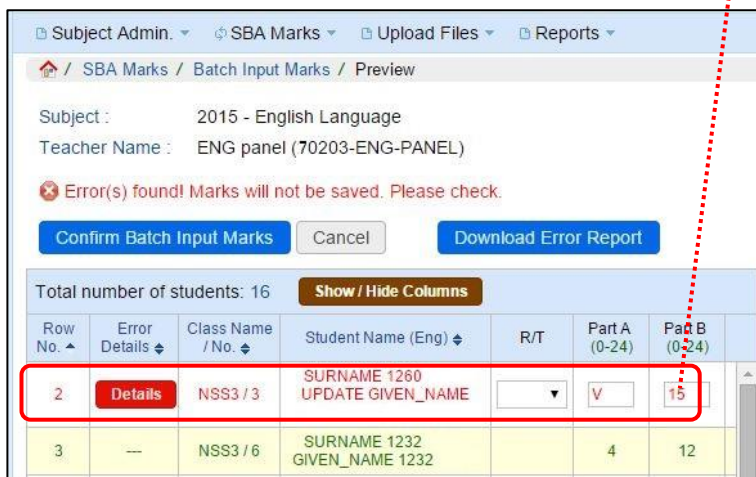 Subject Admin. SBA Marks Upload Files Reports
/ SBA Marks / Batch Input Marks / Preview
Subject : 2015 - English Language
Teacher Name : ENG panel (70203-ENG-PANEL)
Error(s) found! Marks will not be saved. Please check.
Confirm Batch Input Marks Cancel Download Error Report
Total number of students: 16 Show / Hide Columns
Row No. Error Details Class Name / No. Student Name (Eng) R/T Part A (0-24) Part B (0-24)
2 Details NSS3 / 3 SURNAME 1260 UPDATE GIVEN_NAME V 15
3 --- NSS3 / 6 SURNAME 1232 GIVEN_NAME 1232 4 12